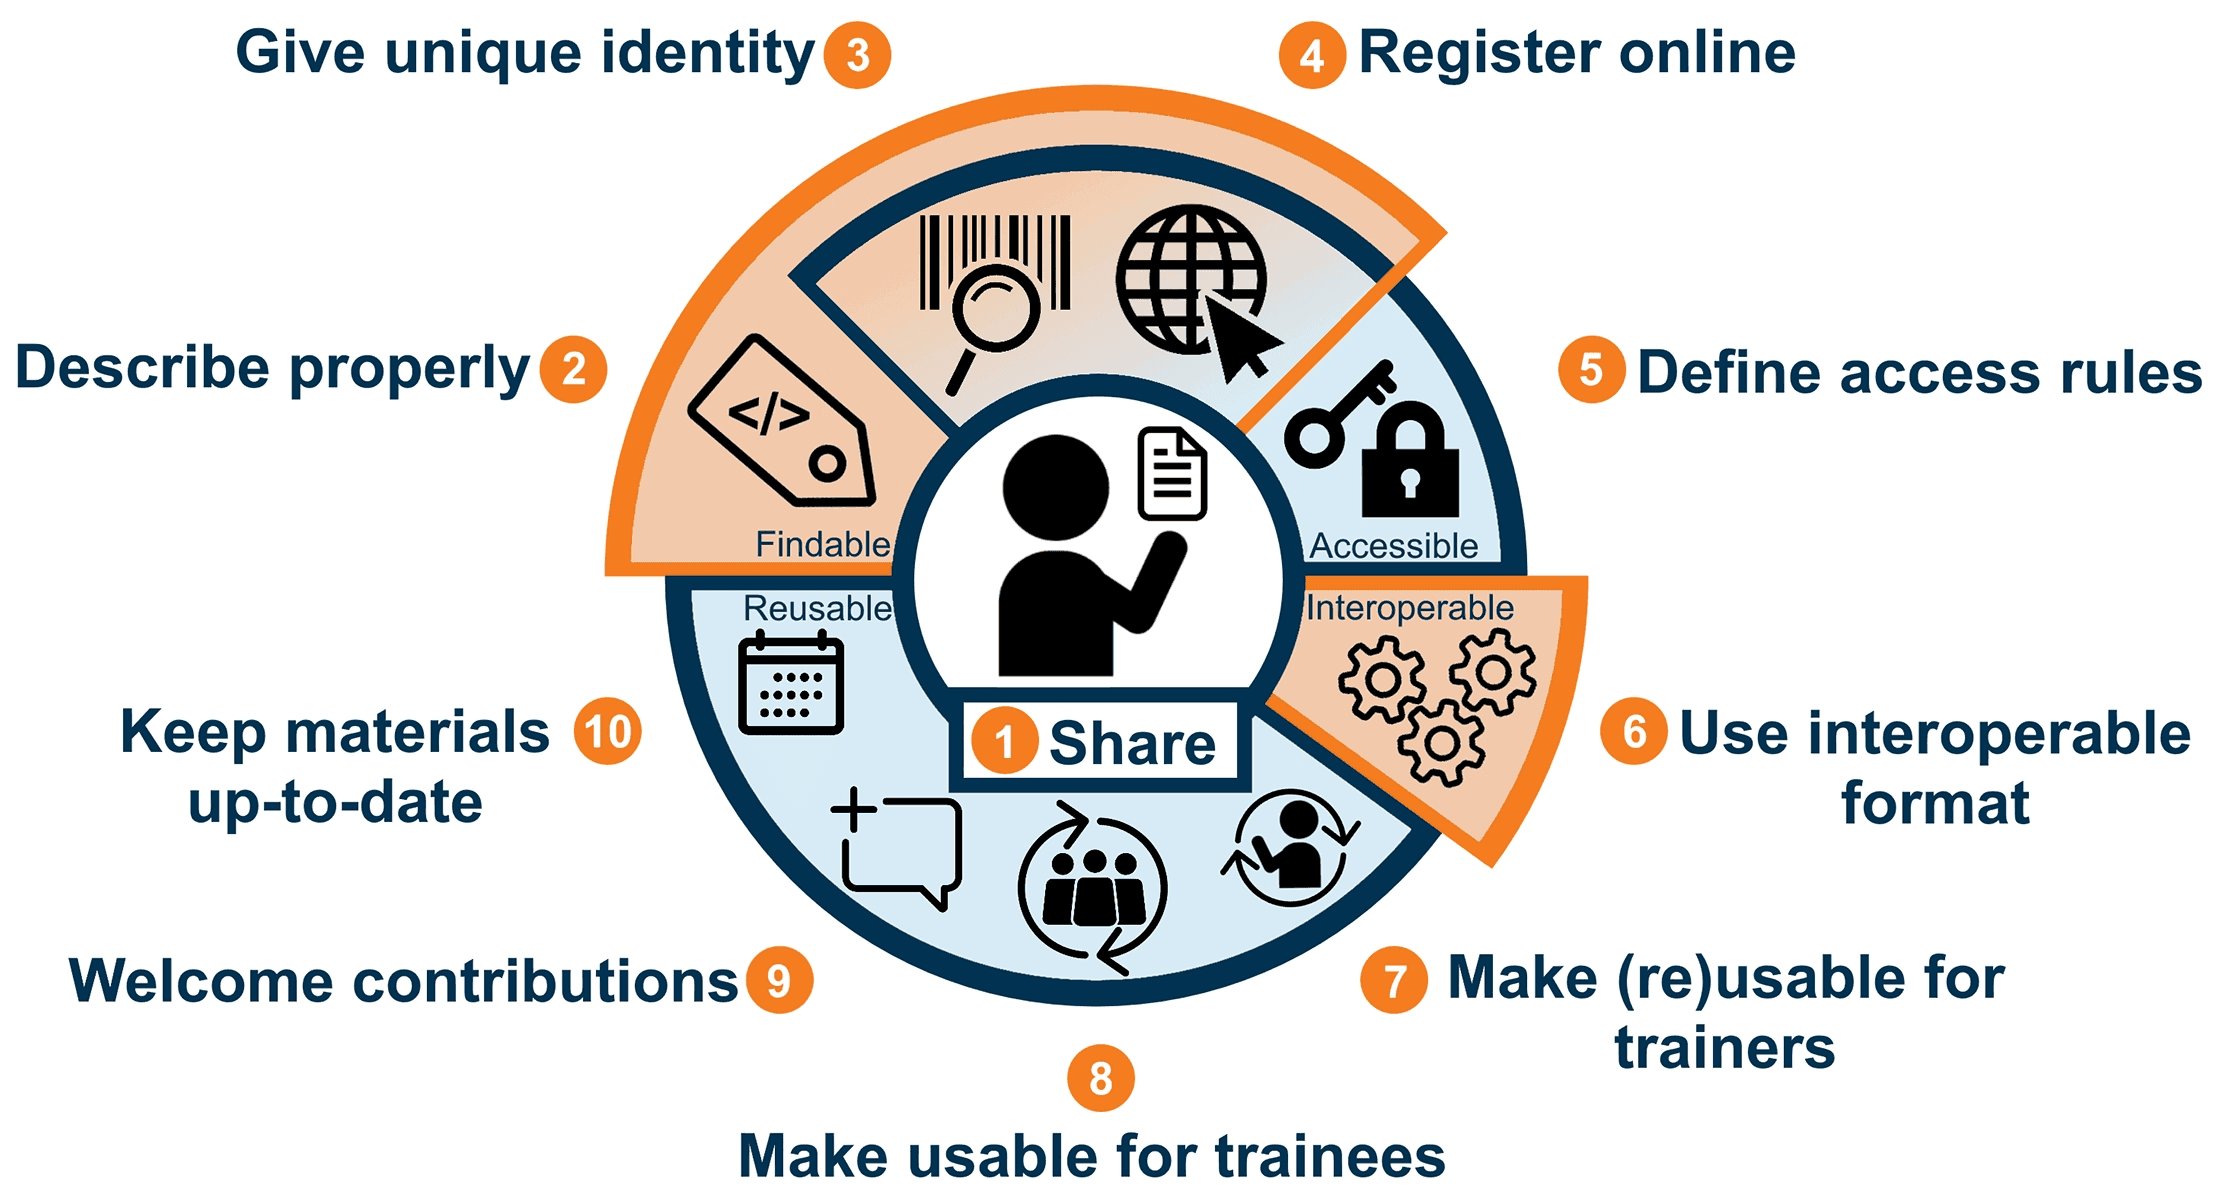 Give unique identity 3
4 Register online
Describe properly 2
</>
5 Define access rules
Findable
Accessible
Reusable
Interoperable
1 Share
Keep materials 10
up-to-date
6 Use interoperable
format
Welcome contributions 9
7 Make (re)usable for
trainers
8
Make usable for trainees